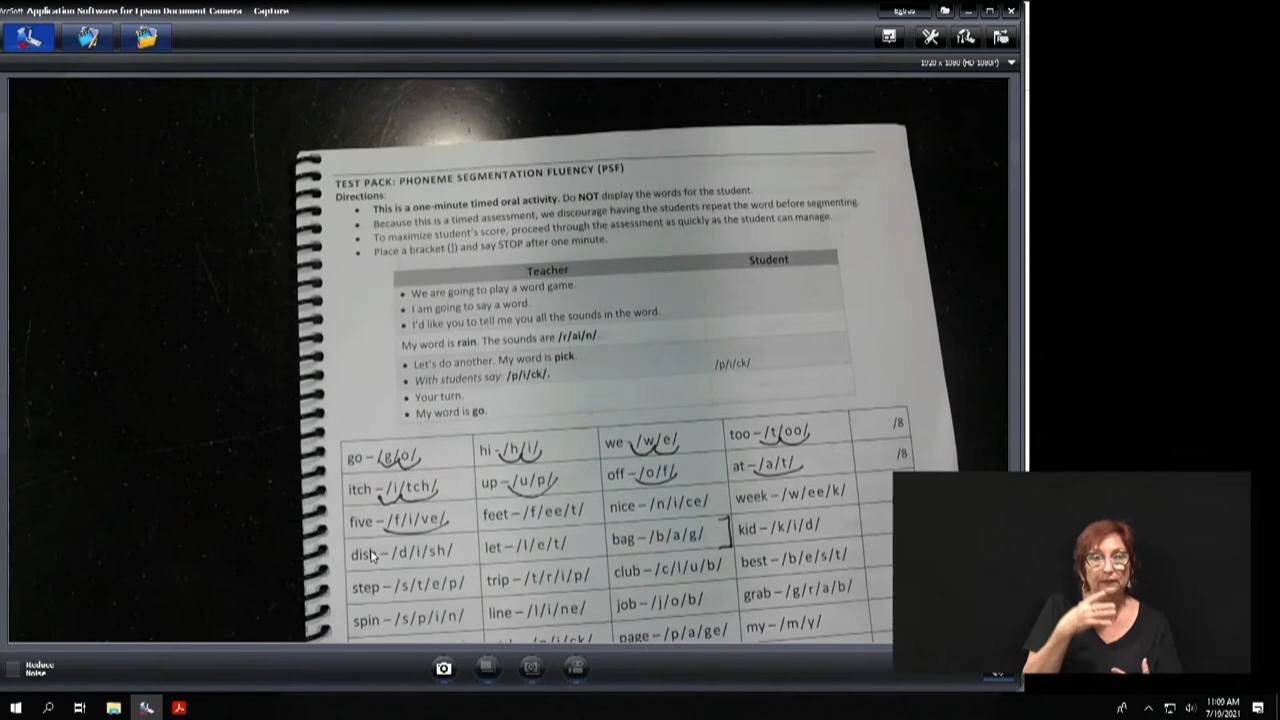 ArcSoft Application Software for Epson Document Camera - Capture
Extras
1920 x 1080 (HD 1080P)
TEST PACK: PHONEME SEGMENTATION FLUENCY (PSF)
Directions:
• This is a one-minute timed oral activity. Do NOT display the words for the student.
• Because this is a timed assessment, we discourage having the students repeat the word before segmenting.
• To maximize student's score, proceed through the assessment as quickly as the student can manage.
• Place a bracket (]) and say STOP after one minute.
Teacher Student
• We are going to play a word game.
• I am going to say a word.
• I'd like you to tell me you all the sounds in the word.
My word is rain. The sounds are /r/ai/n/.
• Let's do another. My word is pick.
• With students say: /p/i/ck/. /p/i/ck/
• Your turn.
• My word is go.
go – /g/o/ hi – /h/i/ we – /w/e/ too – /t/oo/ /8
itch – /i/tch/ up – /u/p/ off – /o/f/ at – /a/t/ /8
five – /f/i/ve/ feet – /f/ee/t/ nice – /n/i/ce/ week – /w/ee/k/
dish – /d/i/sh/ let – /l/e/t/ bag – /b/a/g/ ] kid – /k/i/d/
step – /s/t/e/p/ trip – /t/r/i/p/ club – /c/l/u/b/ best – /b/e/s/t/
spin – /s/p/i/n/ line – /l/i/ne/ job – /j/o/b/ grab – /g/r/a/b/
page – /p/a/ge/ my – /m/y/
Reduce
Noise
11:09 AM
7/19/2021